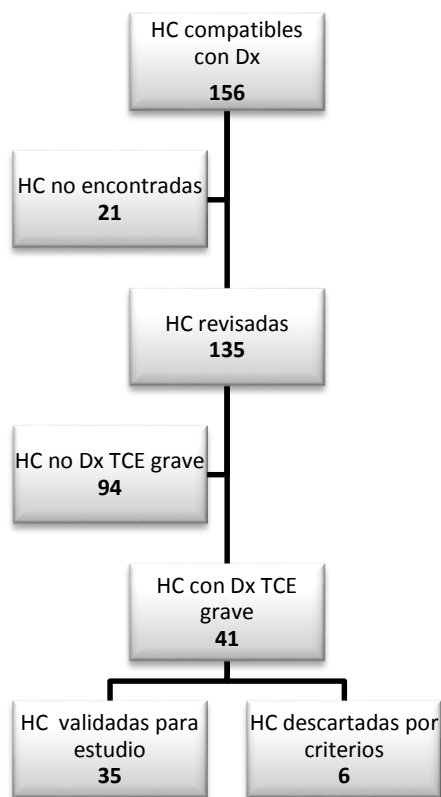 HC compatibles
con Dx
156
HC no encontradas
21
HC revisadas
135
HC no Dx TCE grave
94
HC con Dx TCE
grave
41
HC validadas para
estudio
35
HC descartadas por
criterios
6